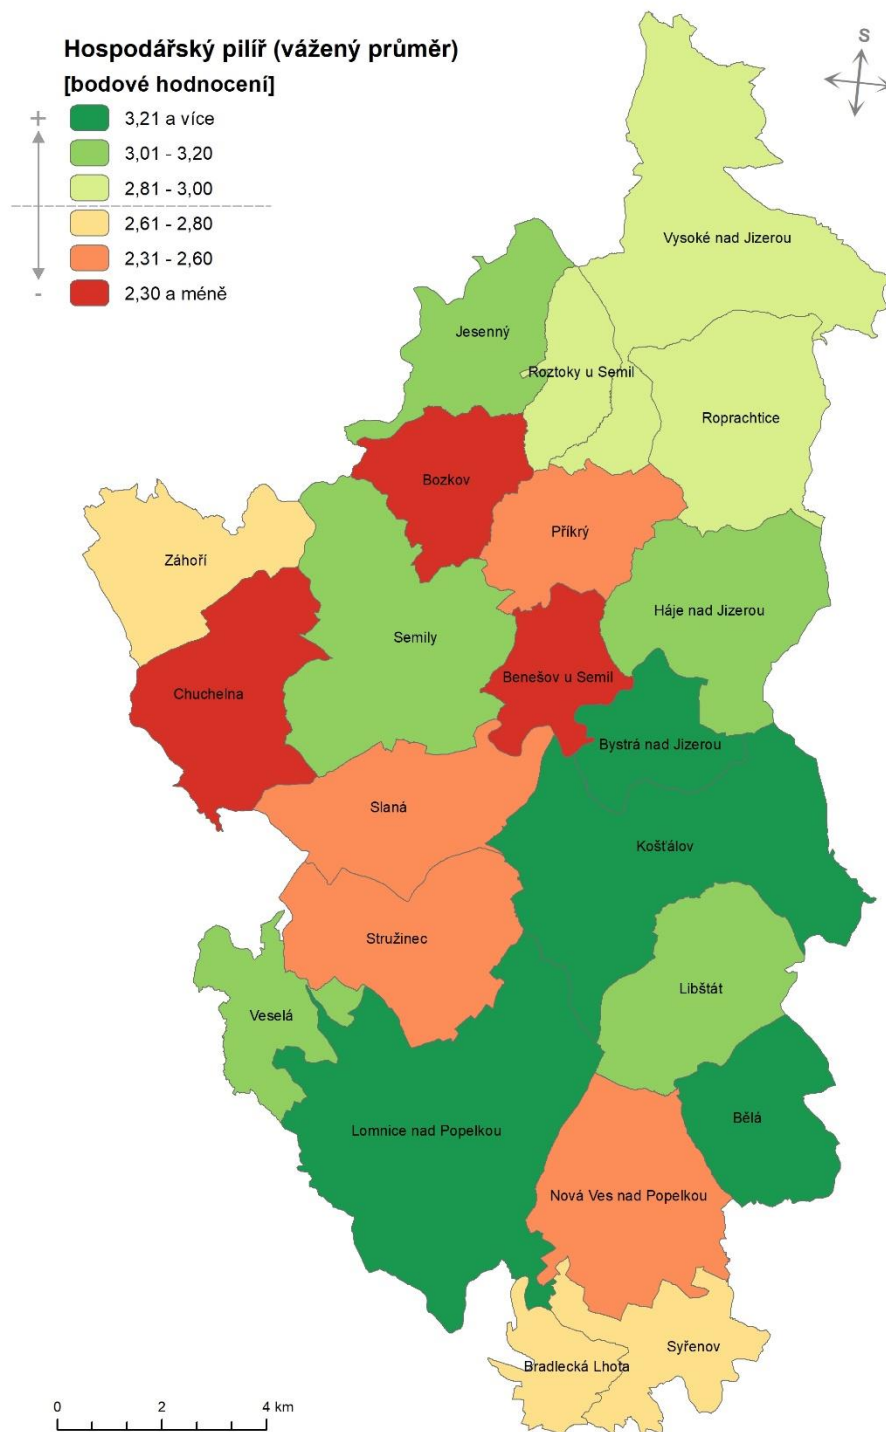 Hospodářský pilíř (vážený průměr)
[bodové hodnocení]
S
+
3,21 a více
3,01 - 3,20
2,81 - 3,00
2,61 - 2,80
2,31 - 2,60
-
2,30 a méně
Vysoké nad Jizerou
Jesenný
Roztoky u Semil
Roprachtice
Bozkov
Příkrý
Záhoří
Háje nad Jizerou
Semily
Benešov u Semil
Chuchelna
Bystrá nad Jizerou
Slaná
Košťálov
Stružinec
Libštát
Veselá
Bělá
Lomnice nad Popelkou
Nová Ves nad Popelkou
Syřenov
Bradlecká Lhota
0 2 4 km